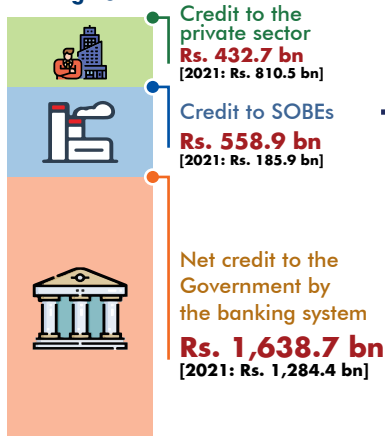 Credit to the
private sector
Rs. 432.7 bn
[2021: Rs. 810.5 bn]
Credit to SOBEs
Rs. 558.9 bn
[2021: Rs. 185.9 bn]
Net credit to the
Government by
the banking system
Rs. 1,638.7 bn
[2021: Rs. 1,284.4 bn]